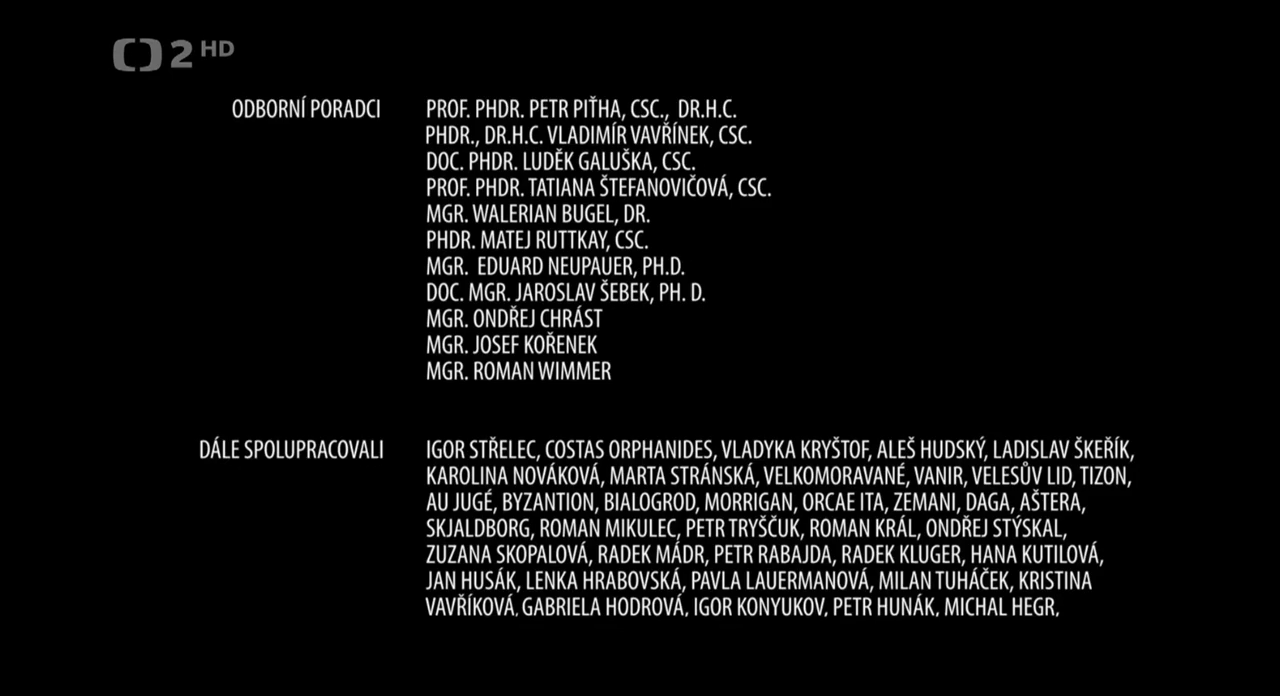 2 HD
ODBORNÍ PORADCI PROF. PHDR. PETR PIŤHA, CSC., DR.H.C.
PHDR., DR.H.C. VLADIMÍR VAVŘÍNEK, CSC.
DOC. PHDR. LUDĚK GALUŠKA, CSC.
PROF. PHDR. TATIANA ŠTEFANOVIČOVÁ, CSC.
MGR. WALERIAN BUGEL, DR.
PHDR. MATEJ RUTTKAY, CSC.
MGR. EDUARD NEUPAUER, PH.D.
DOC. MGR. JAROSLAV ŠEBEK, PH. D.
MGR. ONDŘEJ CHRÁST
MGR. JOSEF KOŘENEK
MGR. ROMAN WIMMER
DÁLE SPOLUPRACOVALI IGOR STŘELEC, COSTAS ORPHANIDES, VLADYKA KRYŠTOF, ALEŠ HUDSKÝ, LADISLAV ŠKEŘÍK,
KAROLINA NOVÁKOVÁ, MARTA STRÁNSKÁ, VELKOMORAVANÉ, VANIR, VELESŮV LID, TIZON,
AU JUGÉ, BYZANTION, BIALOGROD, MORRIGAN, ORCAE ITA, ZEMANI, DAGA, AŠTERA,
SKJALDBORG, ROMAN MIKULEC, PETR TRYŠČUK, ROMAN KRÁL, ONDŘEJ STÝSKAL,
ZUZANA SKOPALOVÁ, RADEK MÁDR, PETR RABAJDA, RADEK KLUGER, HANA KUTILOVÁ,
JAN HUSÁK, LENKA HRABOVSKÁ, PAVLA LAUERMANOVÁ, MILAN TUHÁČEK, KRISTINA
VAVŘÍKOVÁ, GABRIELA HODROVÁ, IGOR KONYUKOV, PETR HUNÁK, MICHAL HEGR,